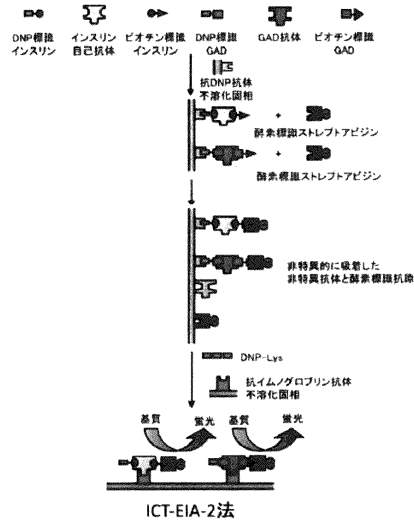 DNP標識
インスリン
インスリン
自己抗体
ビオチン標識
インスリン
DNP標識
GAD
GAD抗体
ビオチン標識
GAD
抗DNP抗体
不溶化固相
+
酵素標識ストレプトアビジン
+
酵素標識ストレプトアビジン
非特異的に吸着した
非特異抗体と酵素標識抗原
DNP-Lys
抗イムノグロブリン抗体
不溶化固相
基質
蛍光
基質
蛍光
ICT-EIA-2法